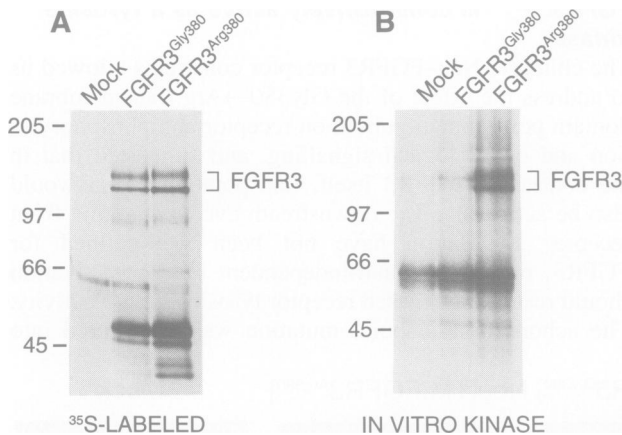 A
Mock
FGFR3Gly380
FGFR3Arg380
205
97
66
45
FGFR3
35S-LABELED
B
Mock
FGFR3Gly380
FGFR3Arg380
205
97
66
45
FGFR3
IN VITRO KINASE